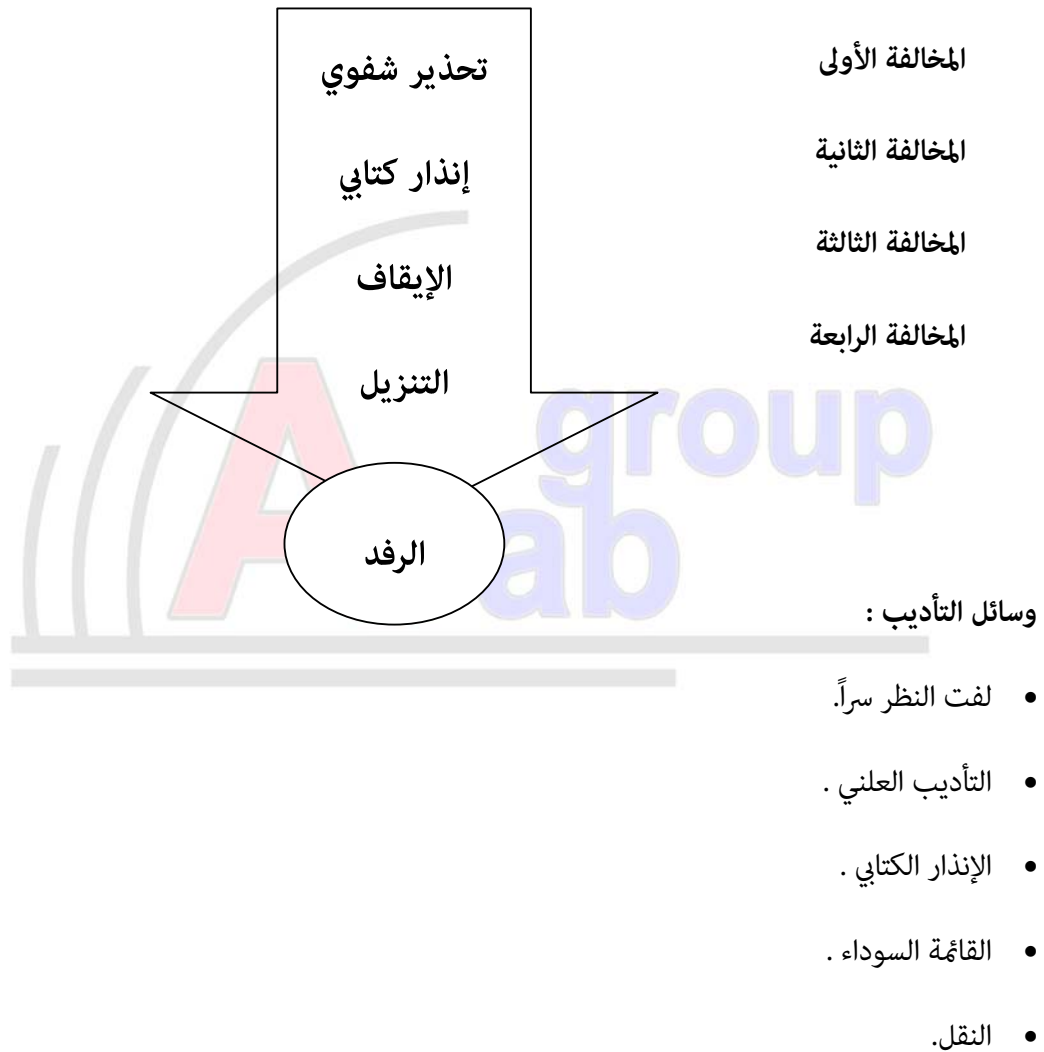 المخالفة الأولى
تحذير شفوي
المخالفة الثانية
إنذار كتابي
المخالفة الثالثة
الإيقاف
المخالفة الرابعة
التنزيل
الرفد
A group
ab
وسائل التأديب :
• لفت النظر سراً.
• التأديب العلني .
• الإنذار الكتابي .
• القائمة السوداء .
• النقل.